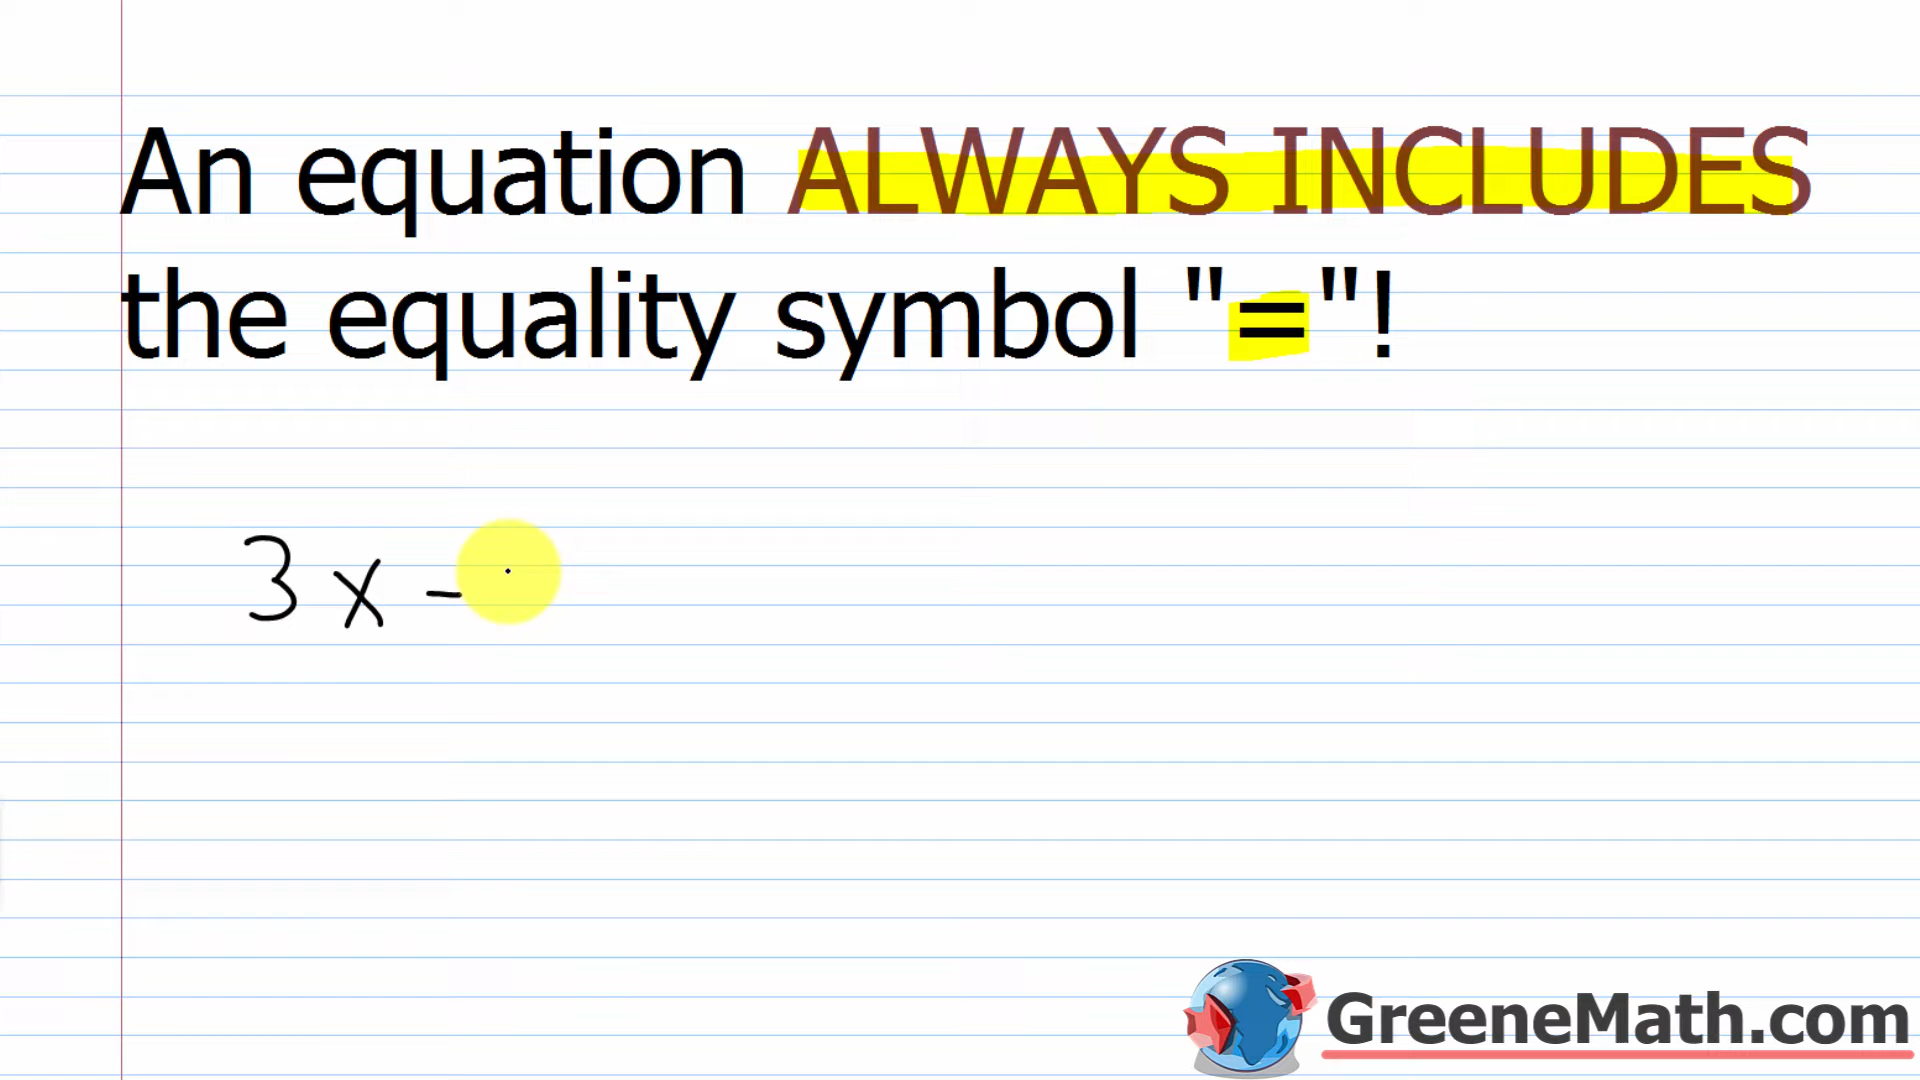 An equation ALWAYS INCLUDES
the equality symbol "="!
3x -
GreeneMath.com